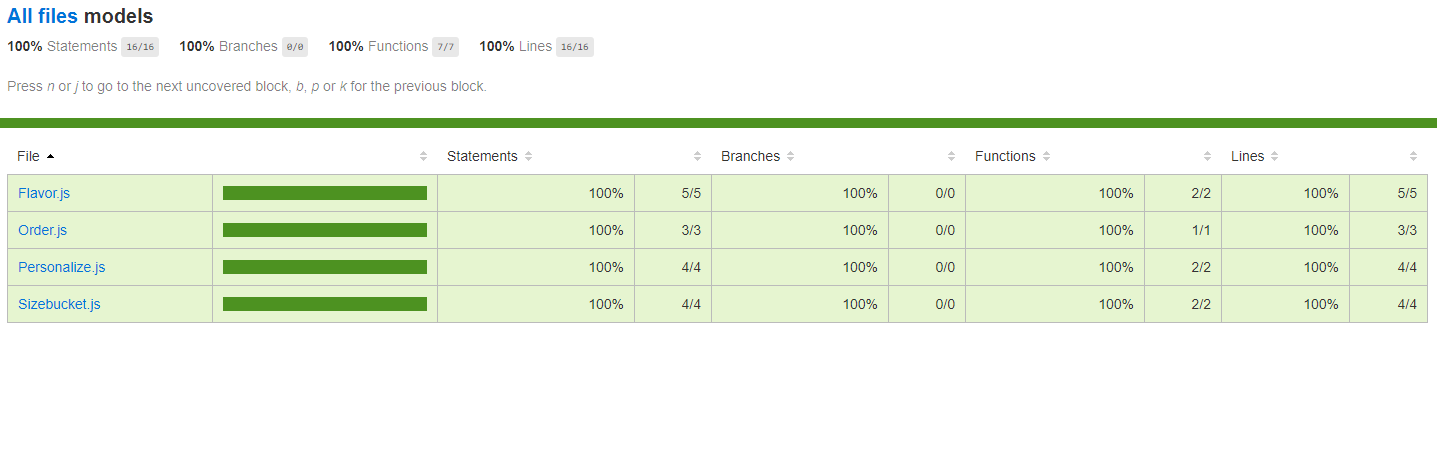 All files models
100% Statements 16/16 100% Branches 0/0 100% Functions 7/7 100% Lines 16/16
Press n or j to go to the next uncovered block, b, p or k for the previous block.
File Statements Branches Functions Lines
Flavor.js 100% 5/5 100% 0/0 100% 2/2 100% 5/5
Order.js 100% 3/3 100% 0/0 100% 1/1 100% 3/3
Personalize.js 100% 4/4 100% 0/0 100% 2/2 100% 4/4
Sizebucket.js 100% 4/4 100% 0/0 100% 2/2 100% 4/4